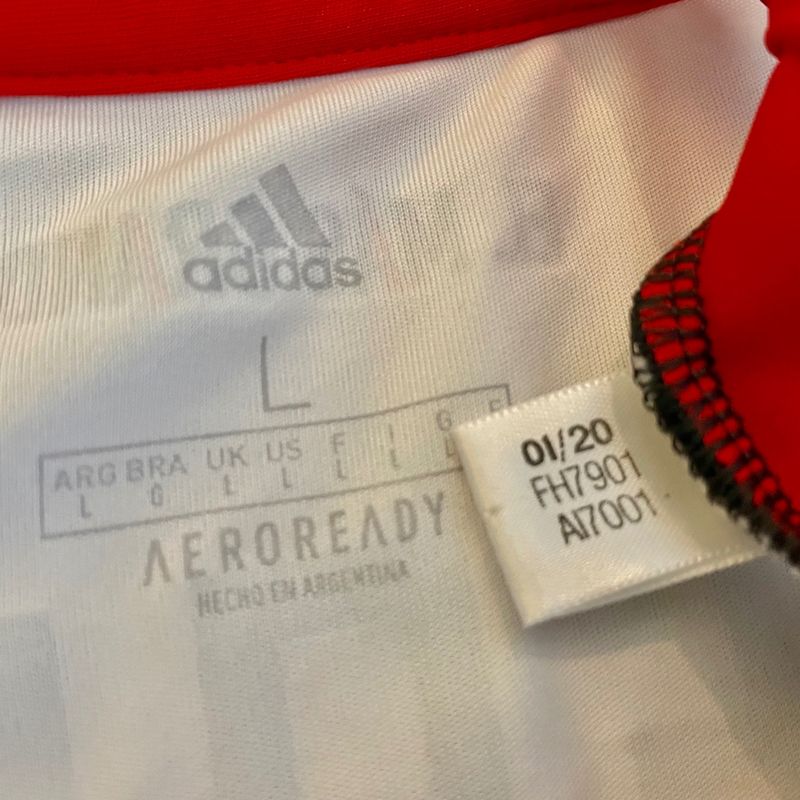 adidas
L
ARG BRA UK US F I G E
L G L L L L L
AEROREADY
HECHO EN ARGENTINA
01/20
FH7901
AI7001